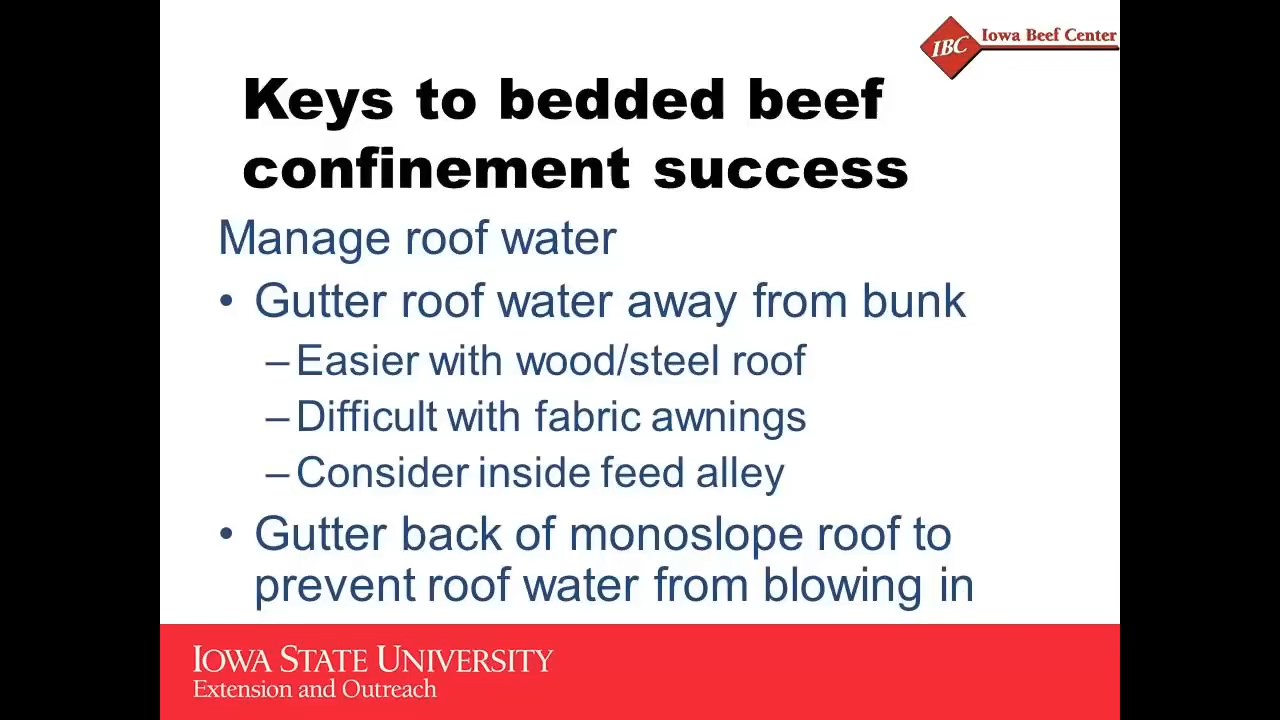 IBC Iowa Beef Center
Keys to bedded beef
confinement success
Manage roof water
• Gutter roof water away from bunk
– Easier with wood/steel roof
– Difficult with fabric awnings
– Consider inside feed alley
• Gutter back of monoslope roof to
prevent roof water from blowing in
IOWA STATE UNIVERSITY
Extension and Outreach